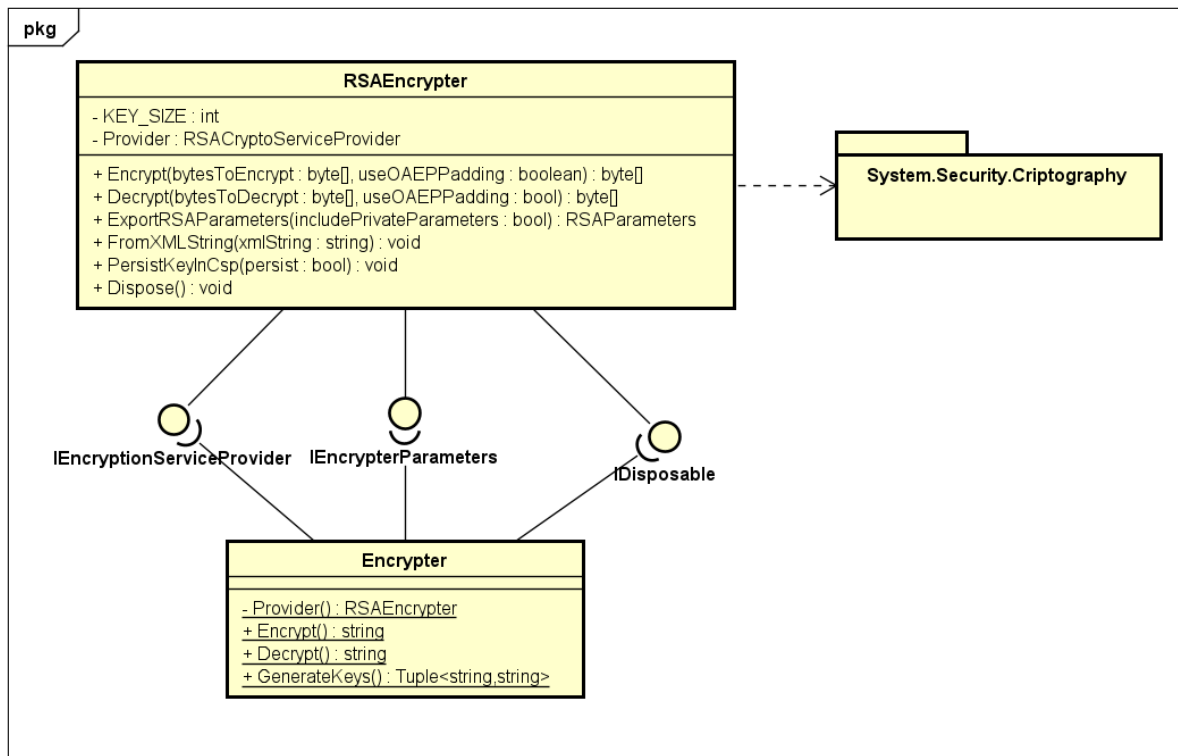 pkg
RSAEncrypter
- KEY_SIZE : int
- Provider : RSACryptoServiceProvider
+ Encrypt(bytesToEncrypt : byte[], useOAEPPadding : boolean) : byte[]
+ Decrypt(bytesToDecrypt : byte[], useOAEPPadding : bool) : byte[]
+ ExportRSAParameters(includePrivateParameters : bool) : RSAParameters
+ FromXMLString(xmlString : string) : void
+ PersistKeyInCsp(persist : bool) : void
+ Dispose() : void
System.Security.Criptography
IEncryptionServiceProvider
IEncrypterParameters
IDisposable
Encrypter
- Provider() : RSAEncrypter
+ Encrypt() : string
+ Decrypt() : string
+ GenerateKeys() : Tuple<string,string>